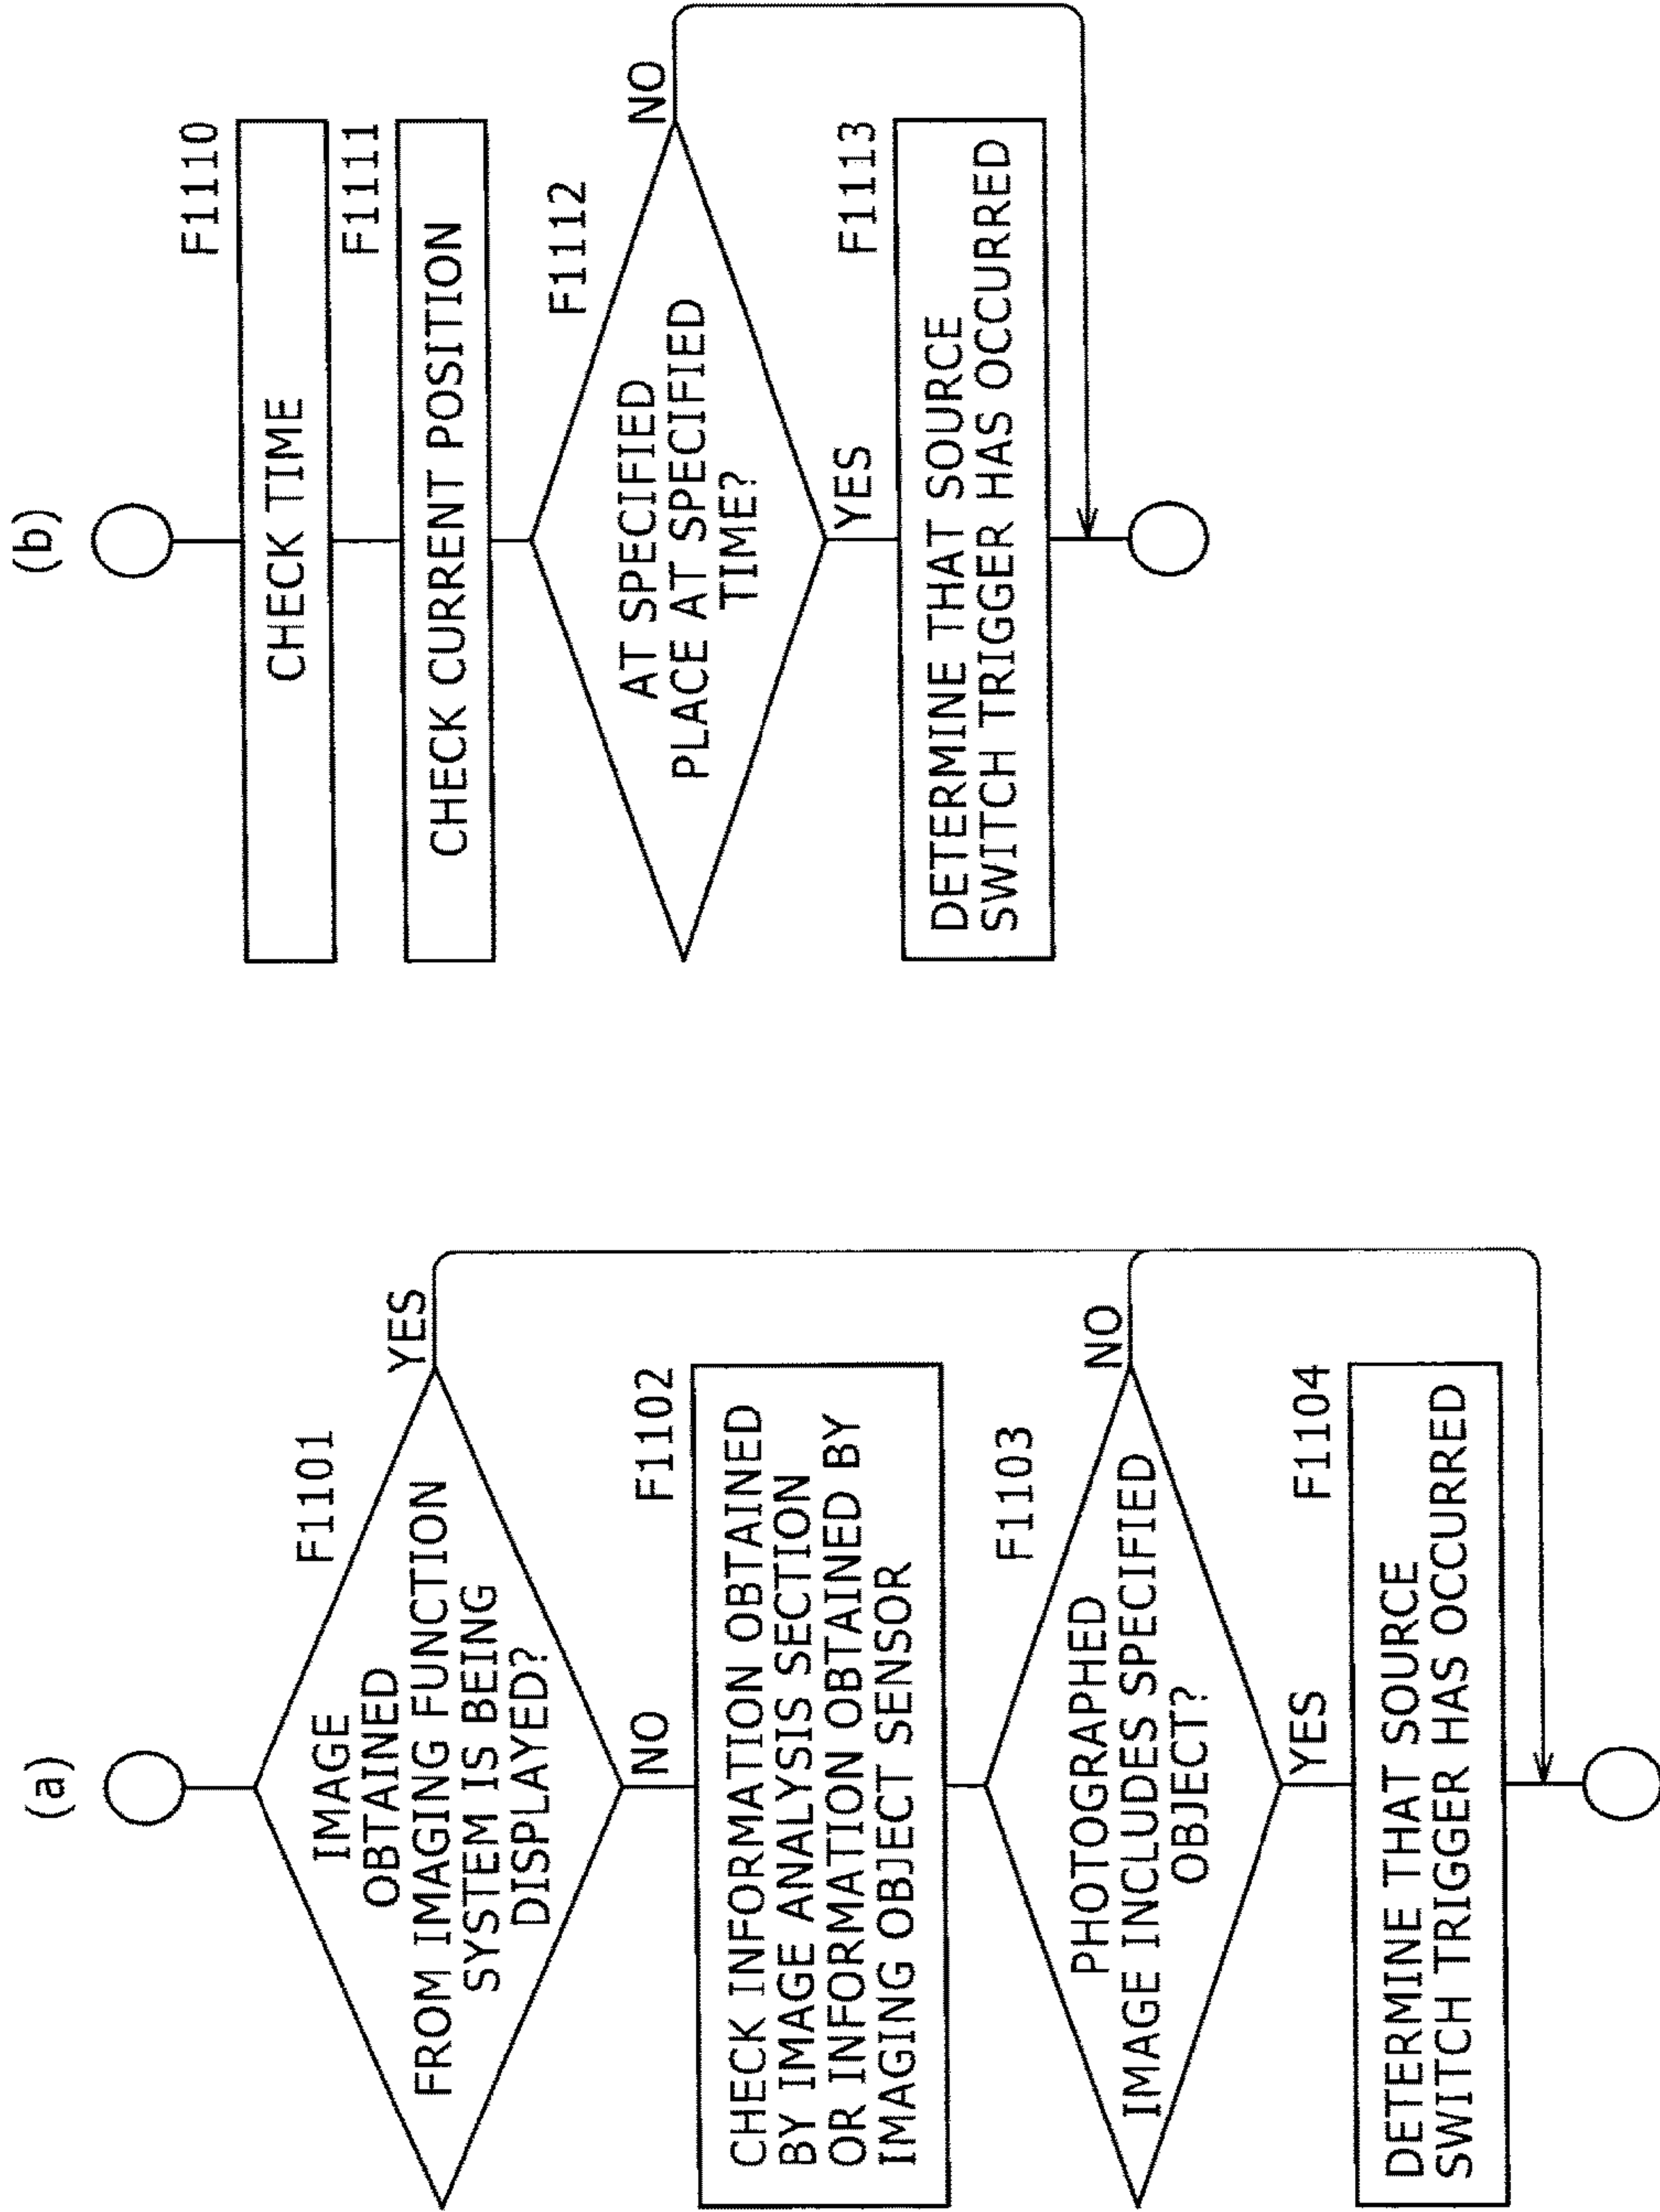 (a)
F1101
IMAGE
OBTAINED
FROM IMAGING FUNCTION
SYSTEM IS BEING
DISPLAYED?
YES
NO
F1102
CHECK INFORMATION OBTAINED
BY IMAGE ANALYSIS SECTION
OR INFORMATION OBTAINED BY
IMAGING OBJECT SENSOR
F1103
PHOTOGRAPHED
IMAGE INCLUDES SPECIFIED
OBJECT?
NO
YES
F1104
DETERMINE THAT SOURCE
SWITCH TRIGGER HAS OCCURRED
(b)
F1110
CHECK TIME
F1111
CHECK CURRENT POSITION
F1112
AT SPECIFIED
PLACE AT SPECIFIED
TIME?
NO
YES
F1113
DETERMINE THAT SOURCE
SWITCH TRIGGER HAS OCCURRED